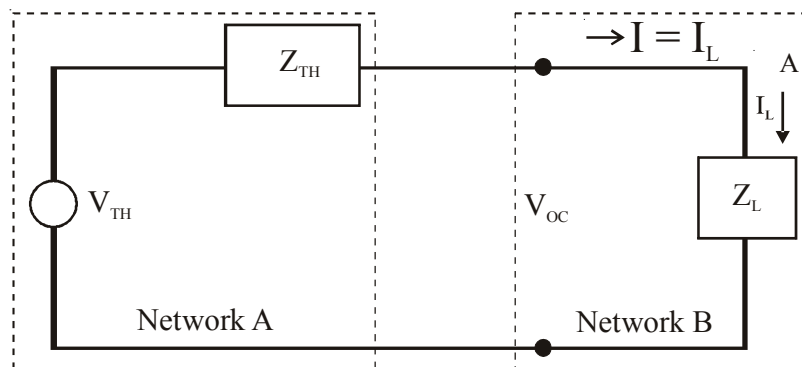 Z_TH
→ I = I_L
A
I_L
V_TH
V_OC
Z_L
Network A
Network B